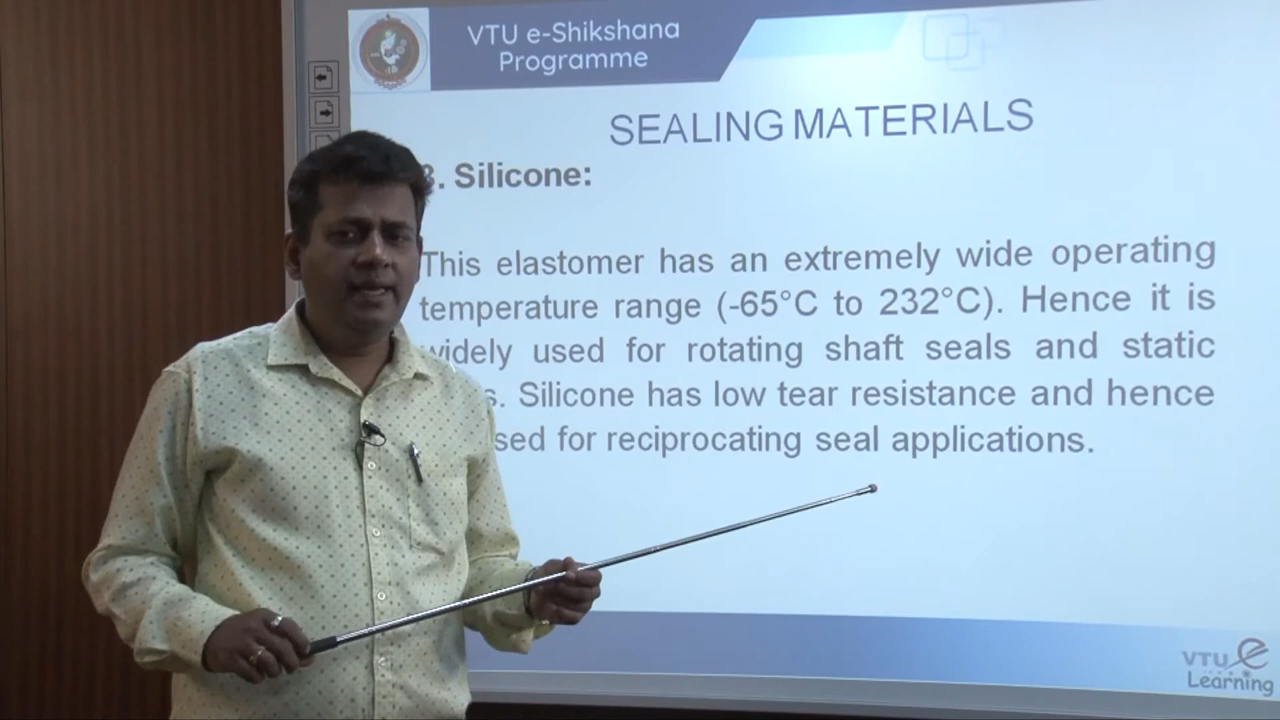 VTU e-Shikshana
Programme
SEALING MATERIALS
3. Silicone:
This elastomer has an extremely wide operating
temperature range (-65°C to 232°C). Hence it is
widely used for rotating shaft seals and static
s. Silicone has low tear resistance and hence
sed for reciprocating seal applications.
VTU e
Learning